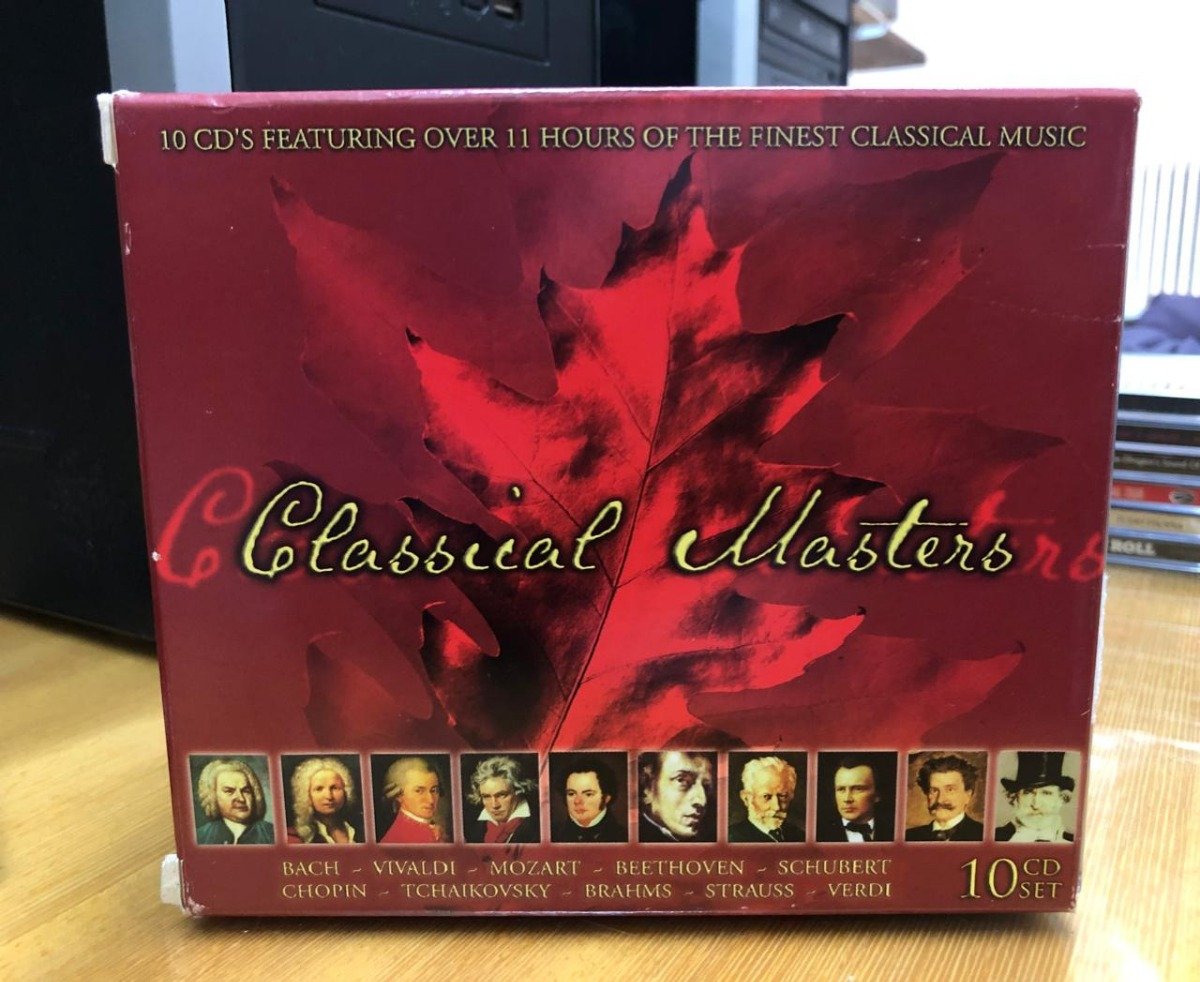 10 CD'S FEATURING OVER 11 HOURS OF THE FINEST CLASSICAL MUSIC
Classical Masters
BACH ~ VIVALDI ~ MOZART ~ BEETHOVEN ~ SCHUBERT
CHOPIN ~ TCHAIKOVSKY ~ BRAHMS ~ STRAUSS ~ VERDI
10 CD SET
ROLL